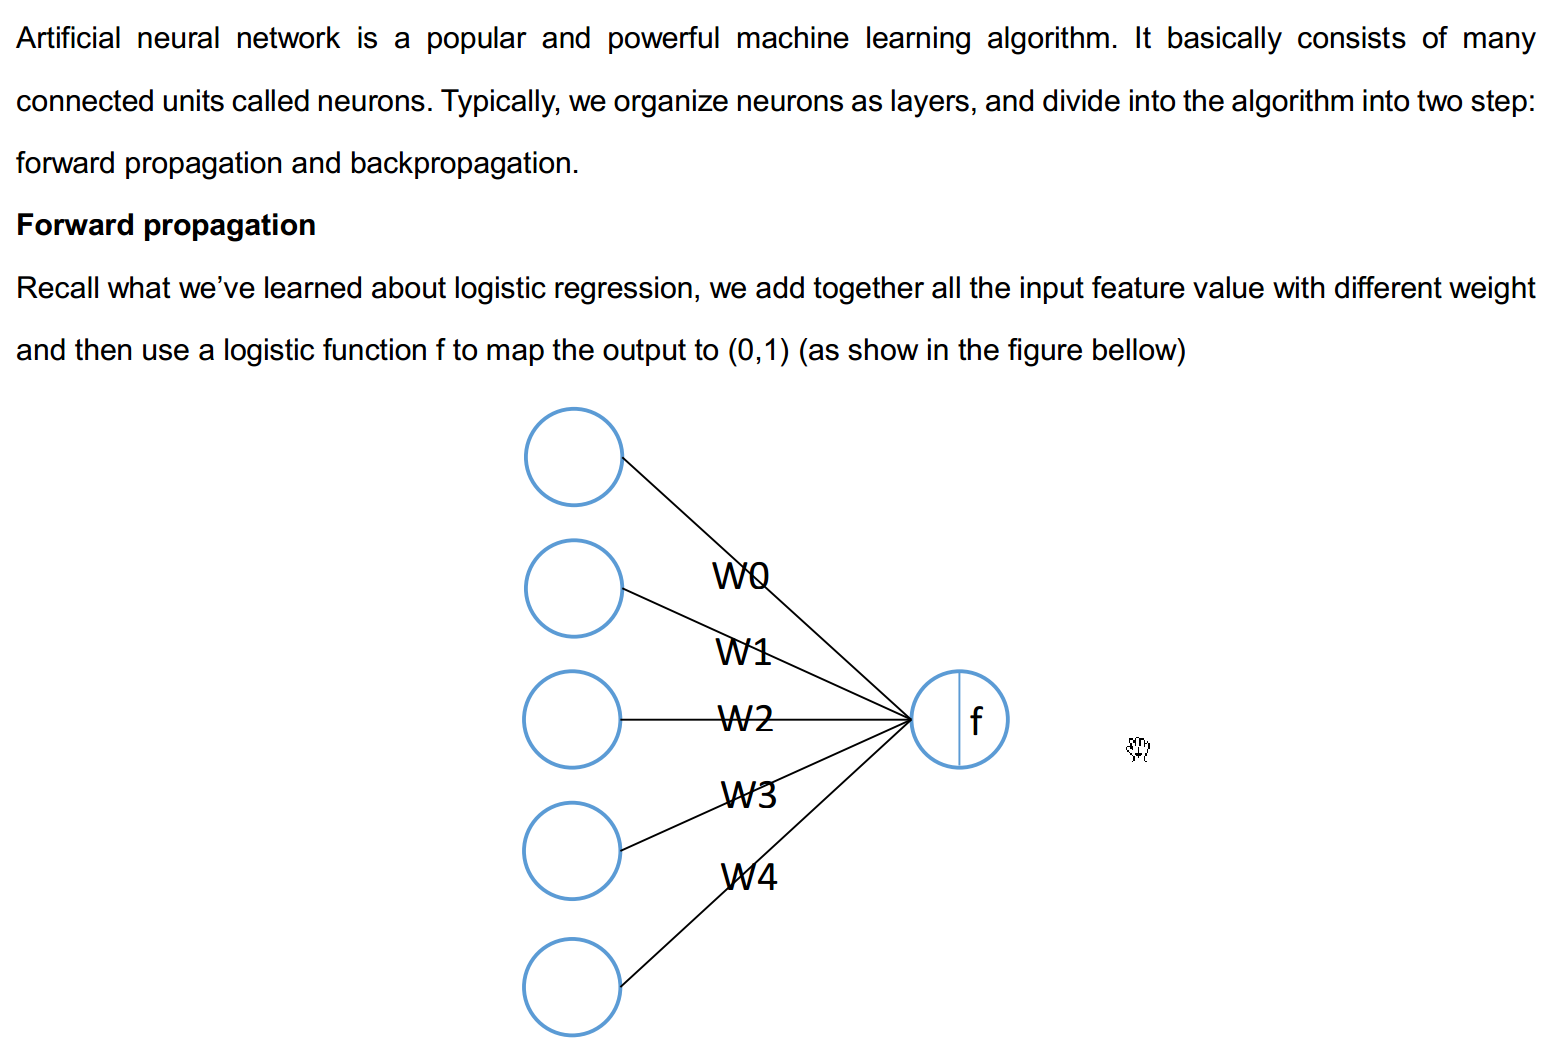 Artificial neural network is a popular and powerful machine learning algorithm. It basically consists of many
connected units called neurons. Typically, we organize neurons as layers, and divide into the algorithm into two step:
forward propagation and backpropagation.
Forward propagation
Recall what we’ve learned about logistic regression, we add together all the input feature value with different weight
and then use a logistic function f to map the output to (0,1) (as show in the figure bellow)
W0
W1
W2
f
W3
W4